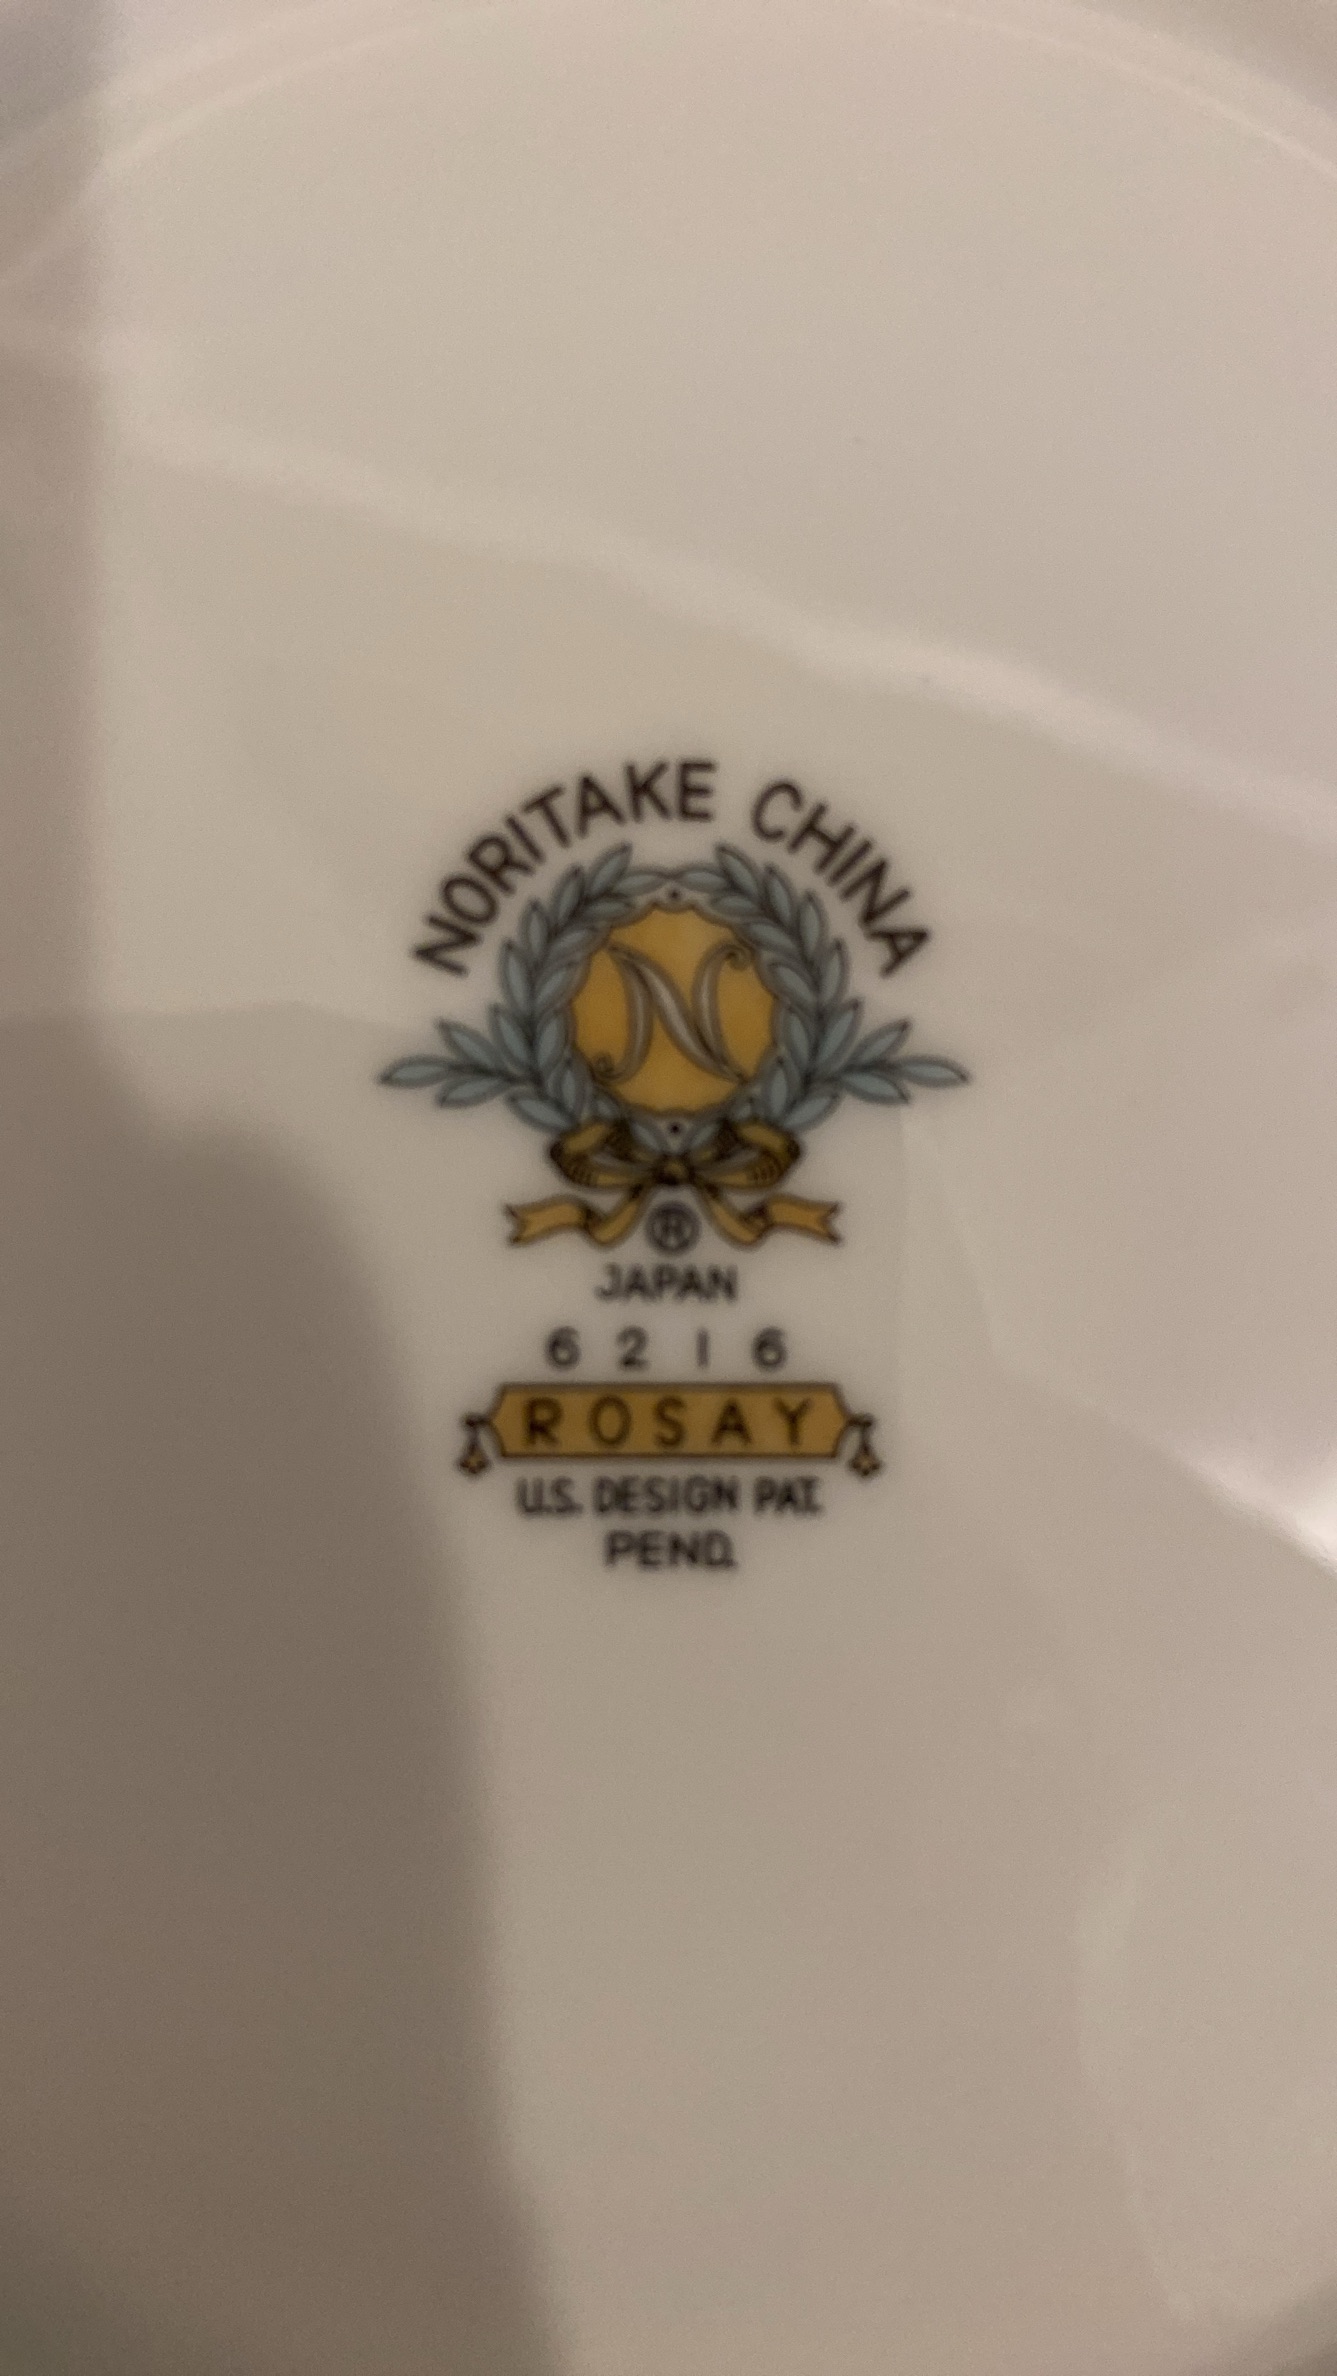 NORITAKE CHINA
N
®
JAPAN
6216
ROSAY
U.S. DESIGN PAT.
PEND.